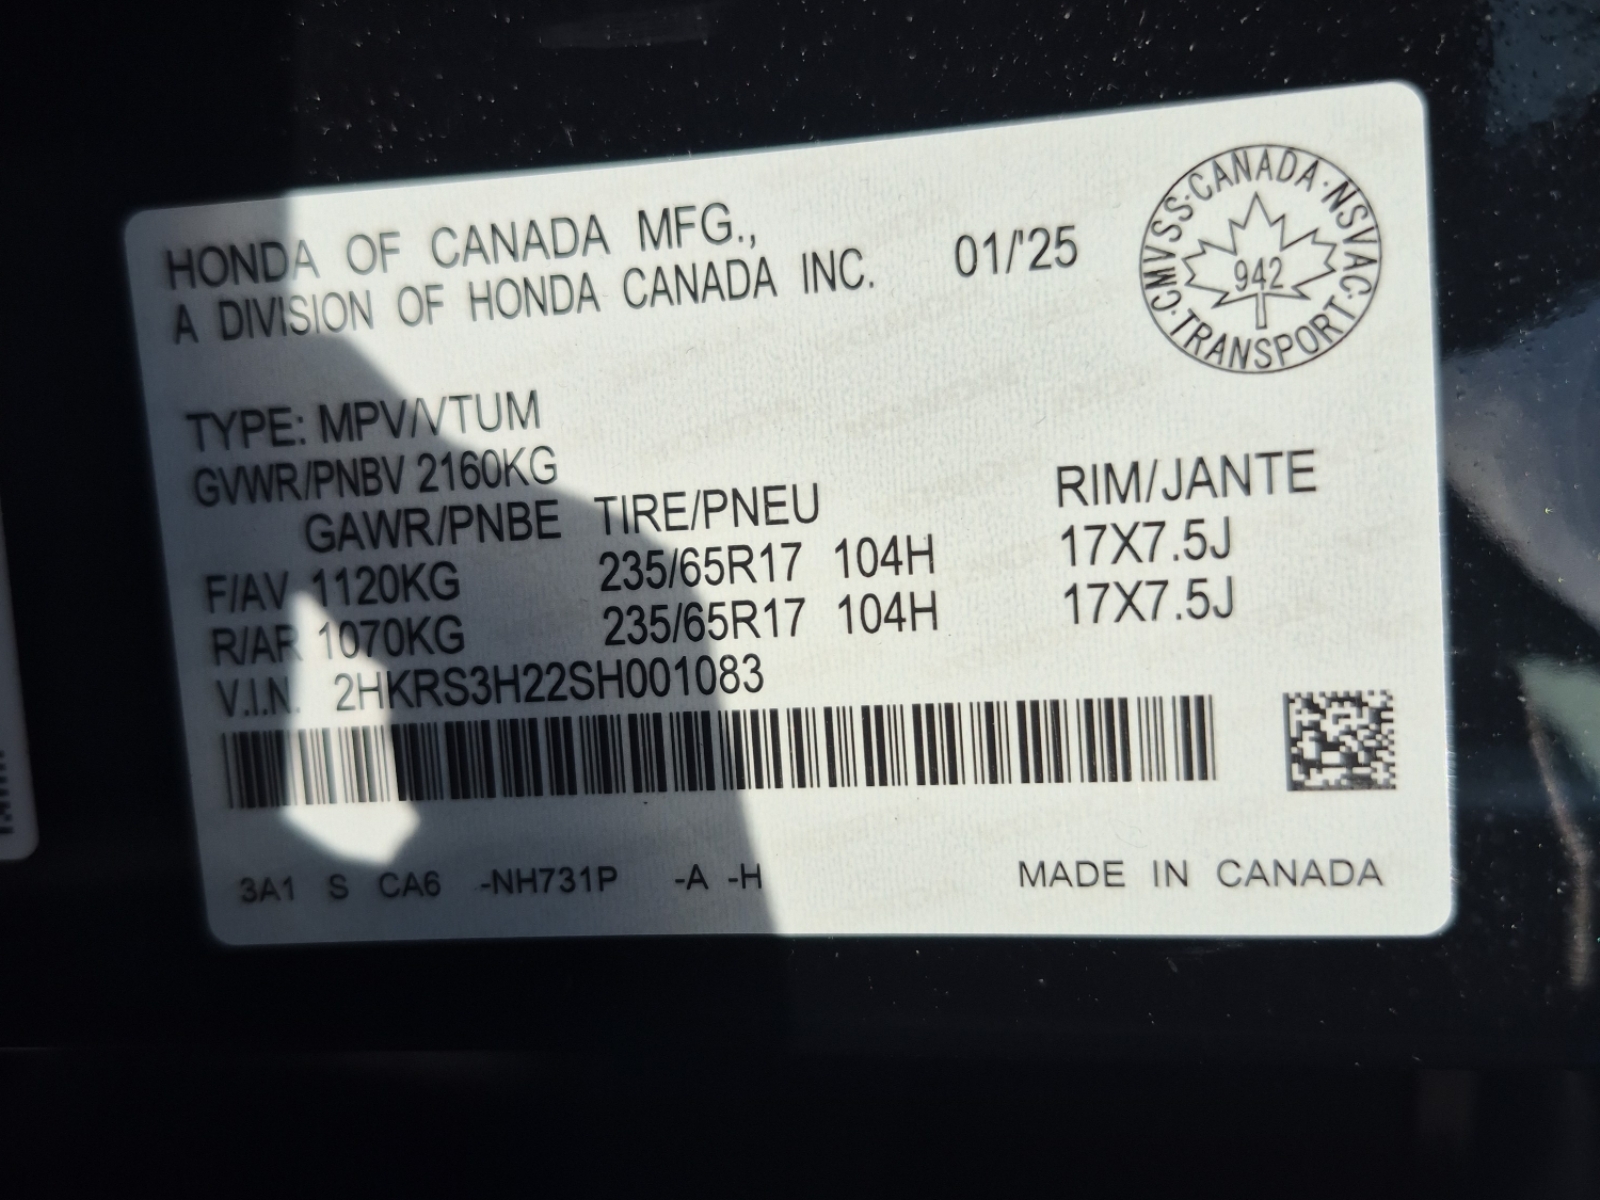 HONDA OF CANADA MFG.,
A DIVISION OF HONDA CANADA INC. 01/'25
CMVSS·CANADA·NSVAC·TRANSPORT·
942
TYPE: MPV/VTUM
GVWR/PNBV 2160KG
GAWR/PNBE TIRE/PNEU RIM/JANTE
F/AV 1120KG 235/65R17 104H 17X7.5J
R/AR 1070KG 235/65R17 104H 17X7.5J
V.I.N. 2HKRS3H22SH001083
3A1 S CA6 -NH731P -A -H MADE IN CANADA